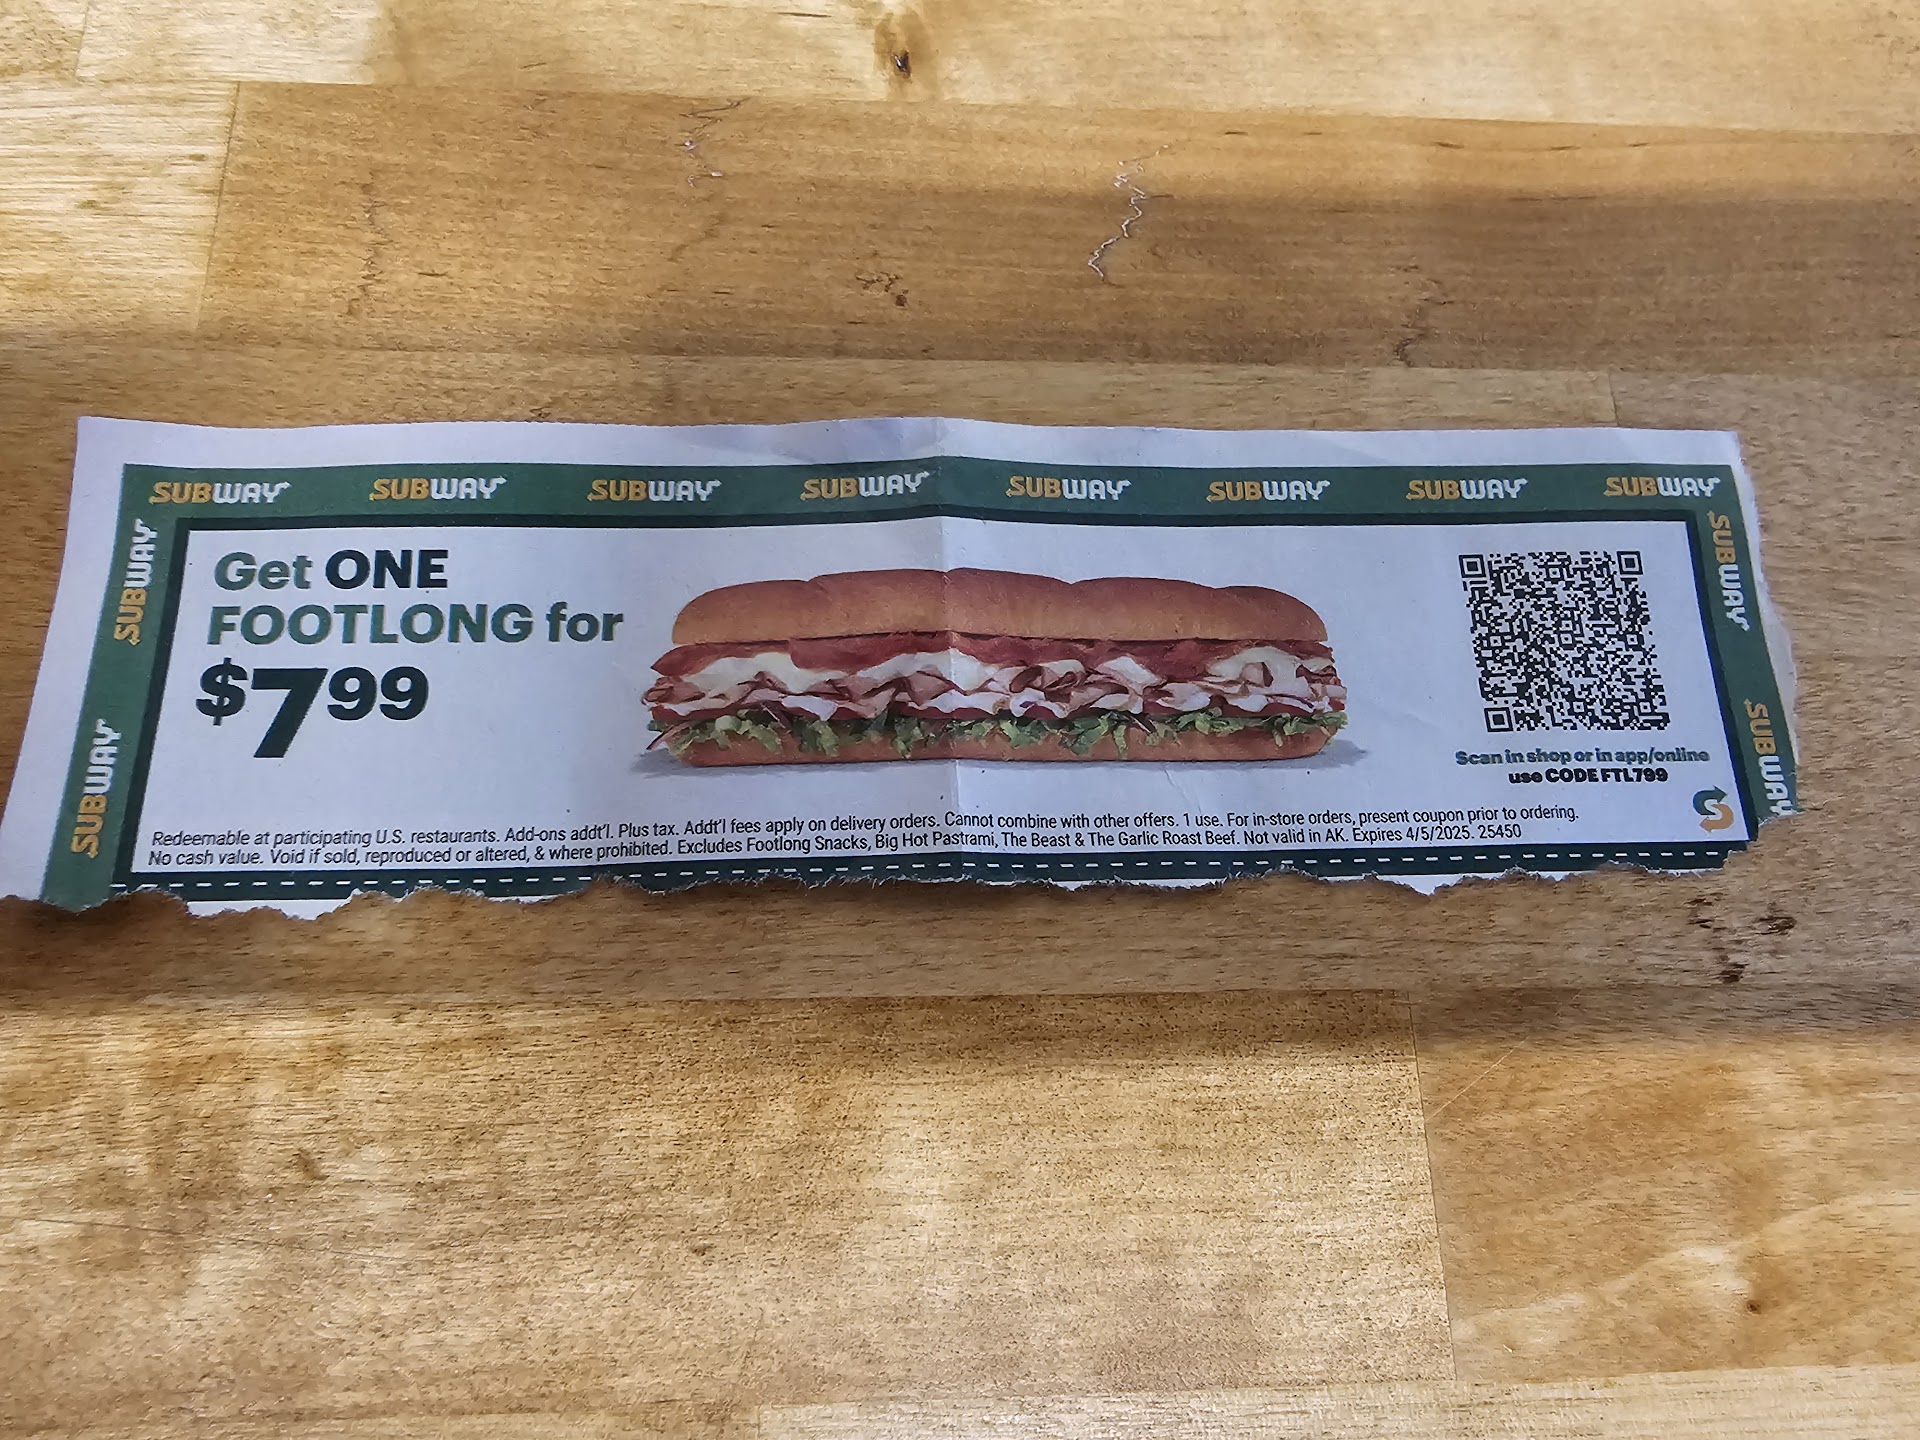 SUBWAY SUBWAY SUBWAY SUBWAY SUBWAY SUBWAY SUBWAY SUBWAY
SUBWAY
SUBWAY
Get ONE
FOOTLONG for
$7.99
SUBWAY
SUBWAY
Scan in shop or in app/online
use CODE FTL799
S
Redeemable at participating U.S. restaurants. Add-ons addt'l. Plus tax. Addt'l fees apply on delivery orders. Cannot combine with other offers. 1 use. For in-store orders, present coupon prior to ordering.
No cash value. Void if sold, reproduced or altered, & where prohibited. Excludes Footlong Snacks, Big Hot Pastrami, The Beast & The Garlic Roast Beef. Not valid in AK. Expires 4/5/2025. 25450